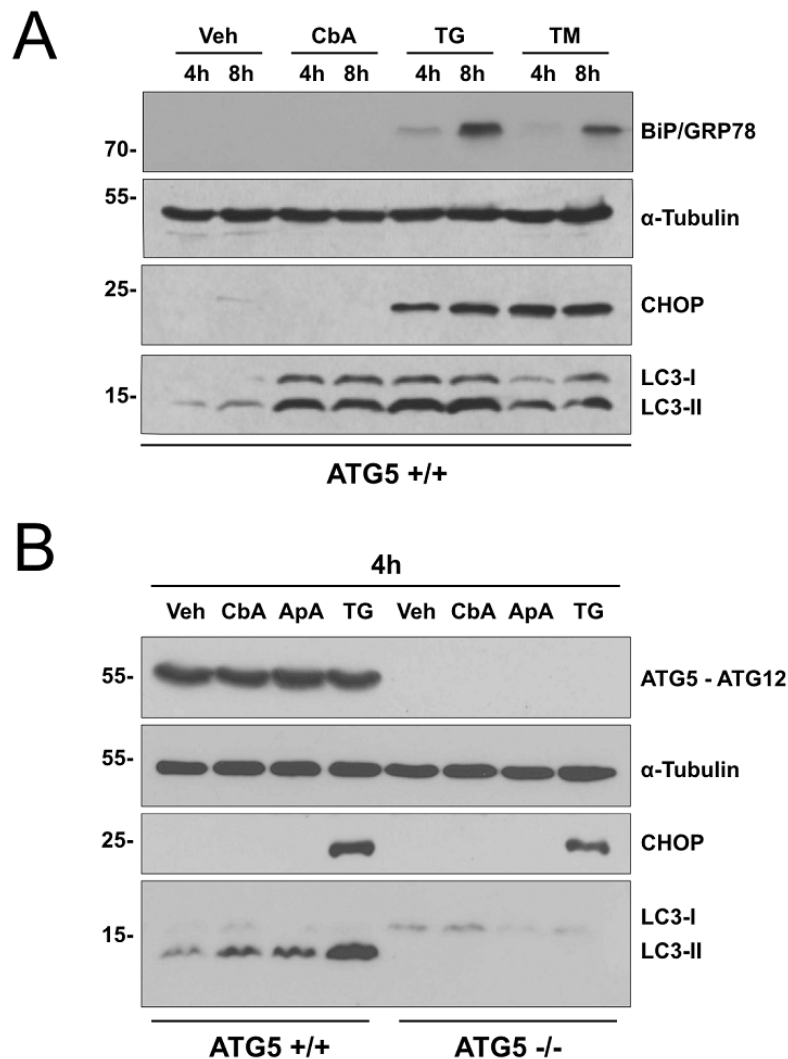 A
Veh CbA TG TM
4h 8h 4h 8h 4h 8h 4h 8h
70-
BiP/GRP78
55-
α-Tubulin
25-
CHOP
LC3-I
15-
LC3-II
ATG5 +/+
B
4h
Veh CbA ApA TG Veh CbA ApA TG
55-
ATG5 - ATG12
55-
α-Tubulin
25-
CHOP
LC3-I
15-
LC3-II
ATG5 +/+ ATG5 -/-